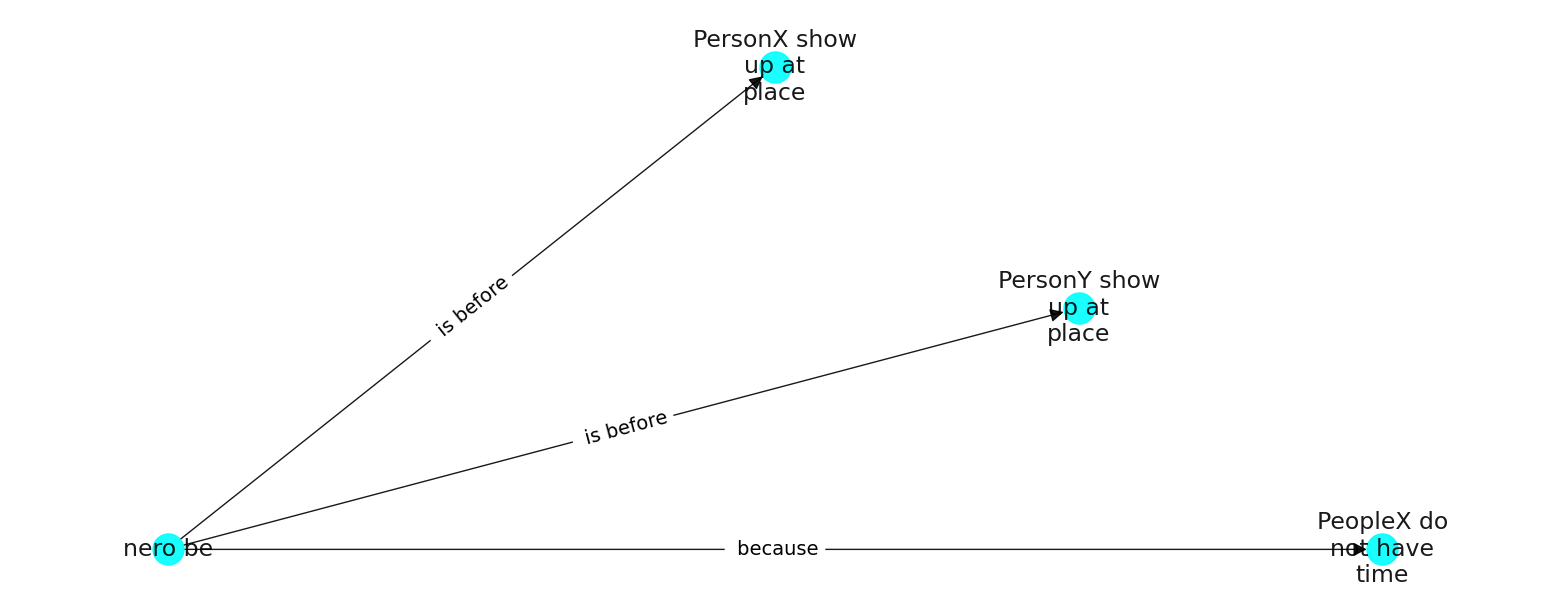 PersonX show
up at
place
is before
PersonY show
up at
place
is before
nero be
because
PeopleX do
not have
time